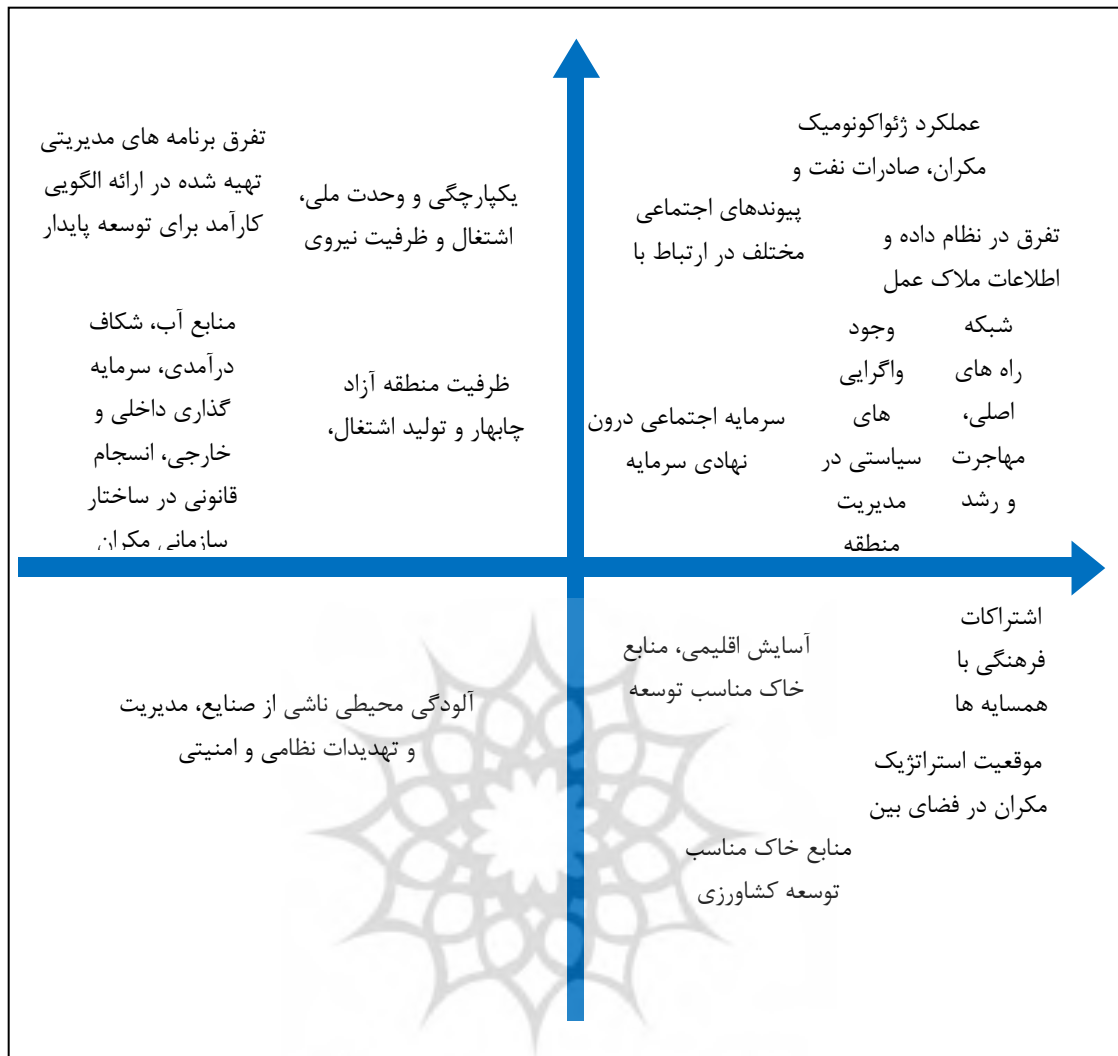 عملکرد ژئواکونومیک
مکران، صادرات نفت و
پیوندهای اجتماعی
مختلف در ارتباط با
تفرق در نظام داده و
اطلاعات ملاک عمل
شبکه
راه های
اصلی،
مهاجرت
و رشد
وجود
واگرایی
های
سیاستی در
مدیریت
منطقه
سرمایه اجتماعی درون
نهادی سرمایه
یکپارچگی و وحدت ملی،
اشتغال و ظرفیت نیروی
تفرق برنامه های مدیریتی
تهیه شده در ارائه الگویی
کارآمد برای توسعه پایدار
ظرفیت منطقه آزاد
چابهار و تولید اشتغال،
منابع آب، شکاف
درآمدی، سرمایه
گذاری داخلی و
خارجی، انسجام
قانونی در ساختار
سازمانی مکران
اشتراکات
فرهنگی با
همسایه ها
آسایش اقلیمی، منابع
خاک مناسب توسعه
موقعیت استراتژیک
مکران در فضای بین
منابع خاک مناسب
توسعه کشاورزی
آلودگی محیطی ناشی از صنایع، مدیریت
و تهدیدات نظامی و امنیتی